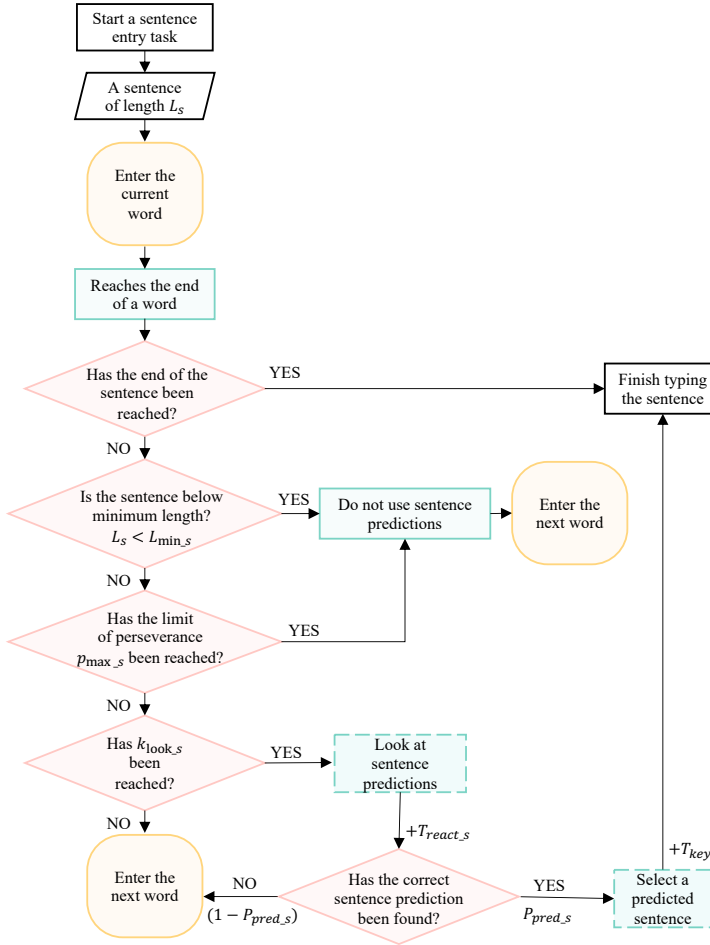 Start a sentence
entry task
A sentence
of length L_s
Enter the
current
word
Reaches the end
of a word
Has the end of the
sentence been
reached?
YES
Finish typing
the sentence
NO
Is the sentence below
minimum length?
L_s < L_min_s
YES
Do not use sentence
predictions
Enter the
next word
NO
Has the limit
of perseverance
p_max_s been reached?
YES
NO
Has k_look_s
been
reached?
YES
Look at
sentence
predictions
NO
+T_react_s
Enter the
next word
NO
(1 − P_pred_s)
Has the correct
sentence prediction
been found?
YES
P_pred_s
+T_key
Select a
predicted
sentence